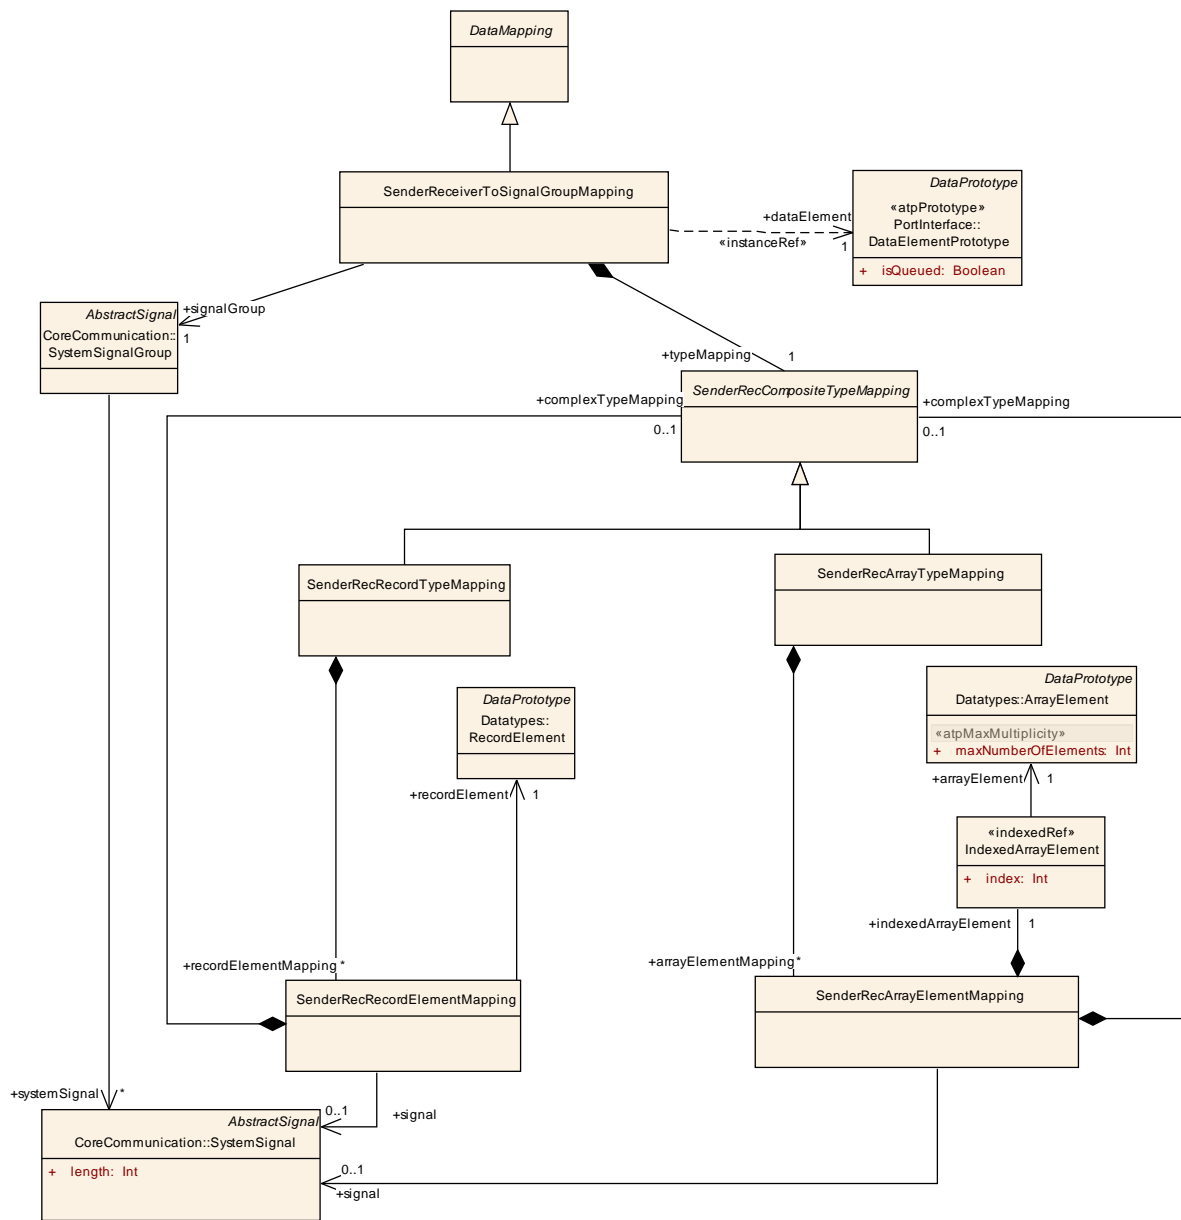 DataMapping
SenderReceiverToSignalGroupMapping
DataPrototype
«atpPrototype»
PortInterface::
DataElementPrototype
+ isQueued: Boolean
+dataElement
«instanceRef»
1
+signalGroup
1
AbstractSignal
CoreCommunication::
SystemSignalGroup
+typeMapping
1
SenderRecCompositeTypeMapping
+complexTypeMapping
0..1
+complexTypeMapping
0..1
SenderRecRecordTypeMapping
SenderRecArrayTypeMapping
DataPrototype
Datatypes::
RecordElement
DataPrototype
Datatypes::ArrayElement
«atpMaxMultiplicity»
+ maxNumberOfElements: Int
+recordElement
1
+arrayElement
1
«indexedRef»
IndexedArrayElement
+ index: Int
+indexedArrayElement
1
+recordElementMapping *
+arrayElementMapping *
SenderRecRecordElementMapping
SenderRecArrayElementMapping
+systemSignal
*
0..1
+signal
AbstractSignal
CoreCommunication::SystemSignal
+ length: Int
0..1
+signal